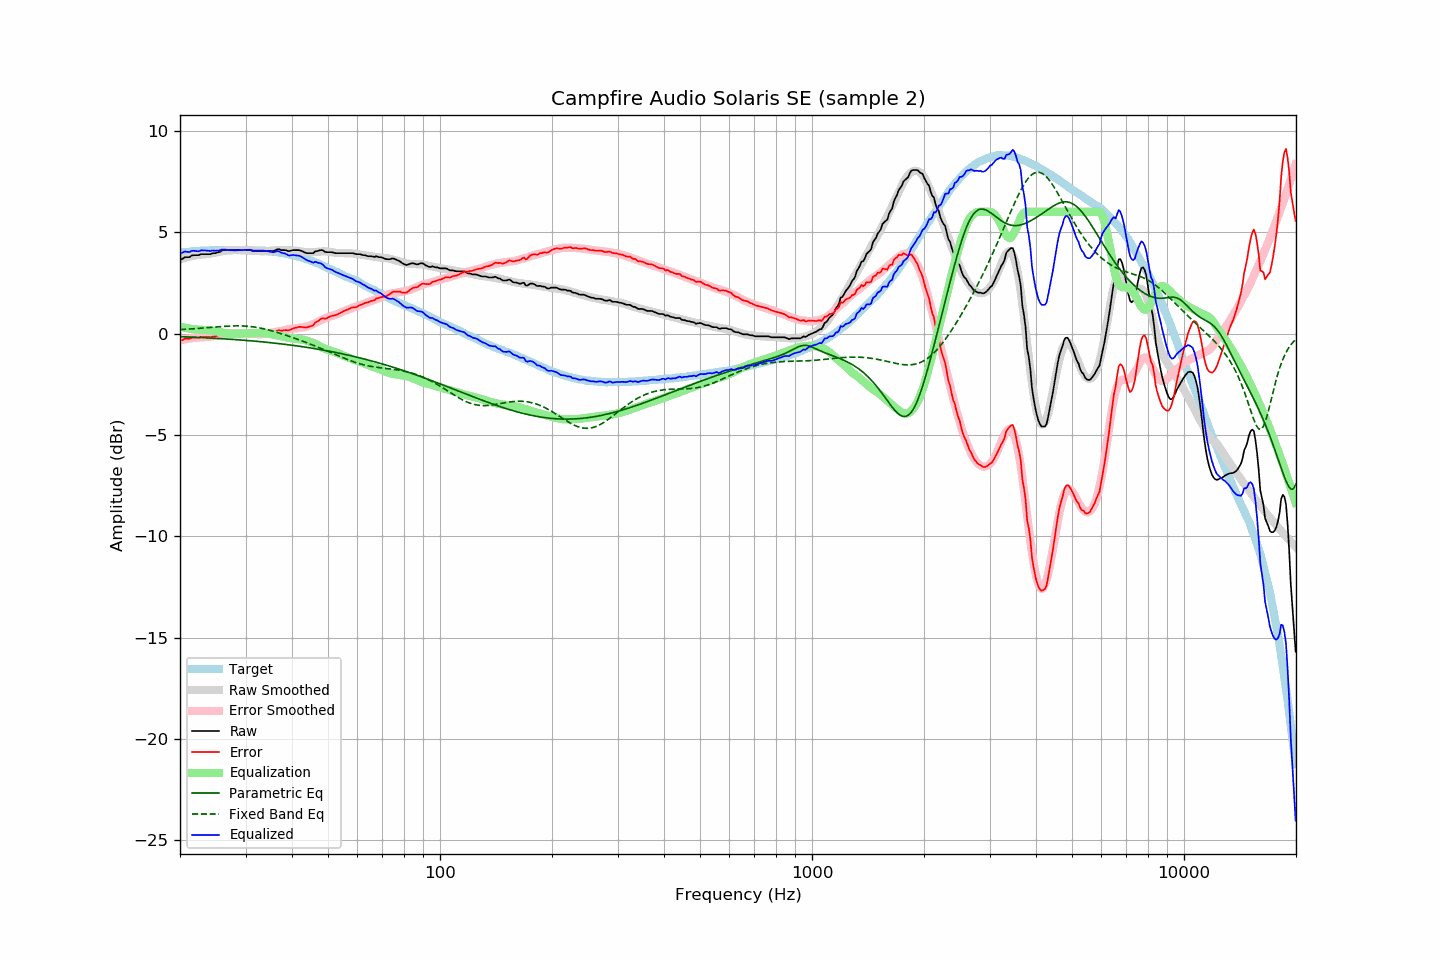 Campfire Audio Solaris SE (sample 2)
10
5
0
−5
−10
−15
−20
−25
Amplitude (dBr)
Target
Raw Smoothed
Error Smoothed
Raw
Error
Equalization
Parametric Eq
Fixed Band Eq
Equalized
100
1000
10000
Frequency (Hz)